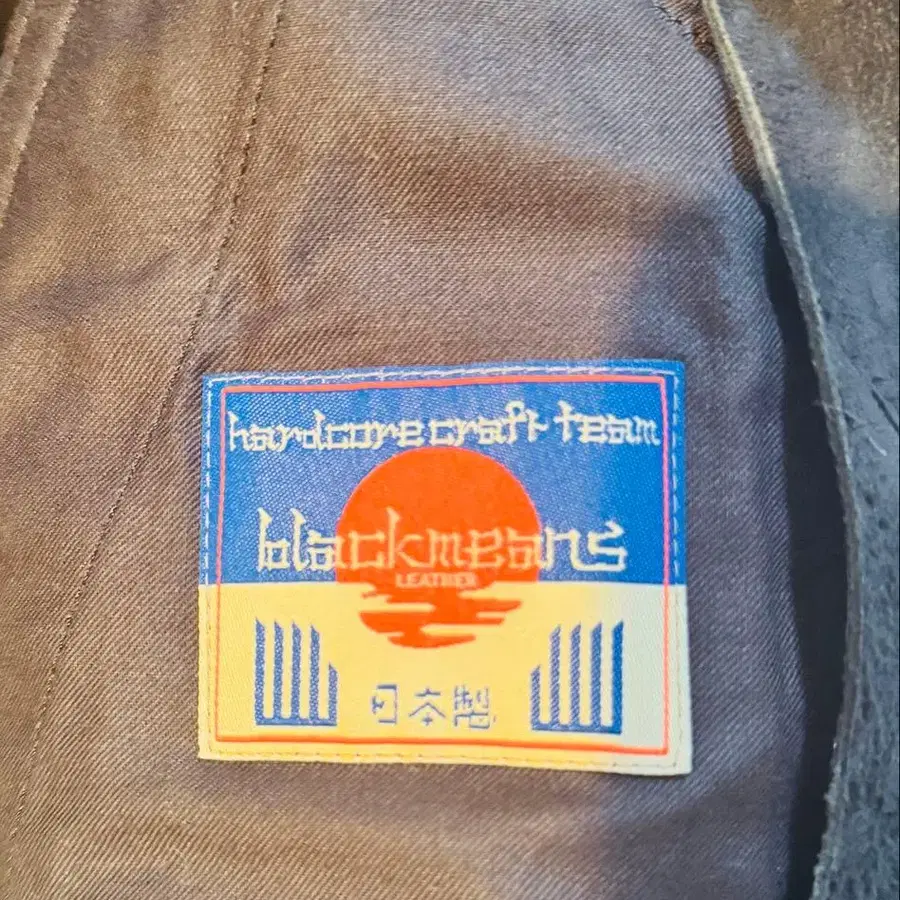 hardcore craft team
blackmeans
LEATHER
日本製